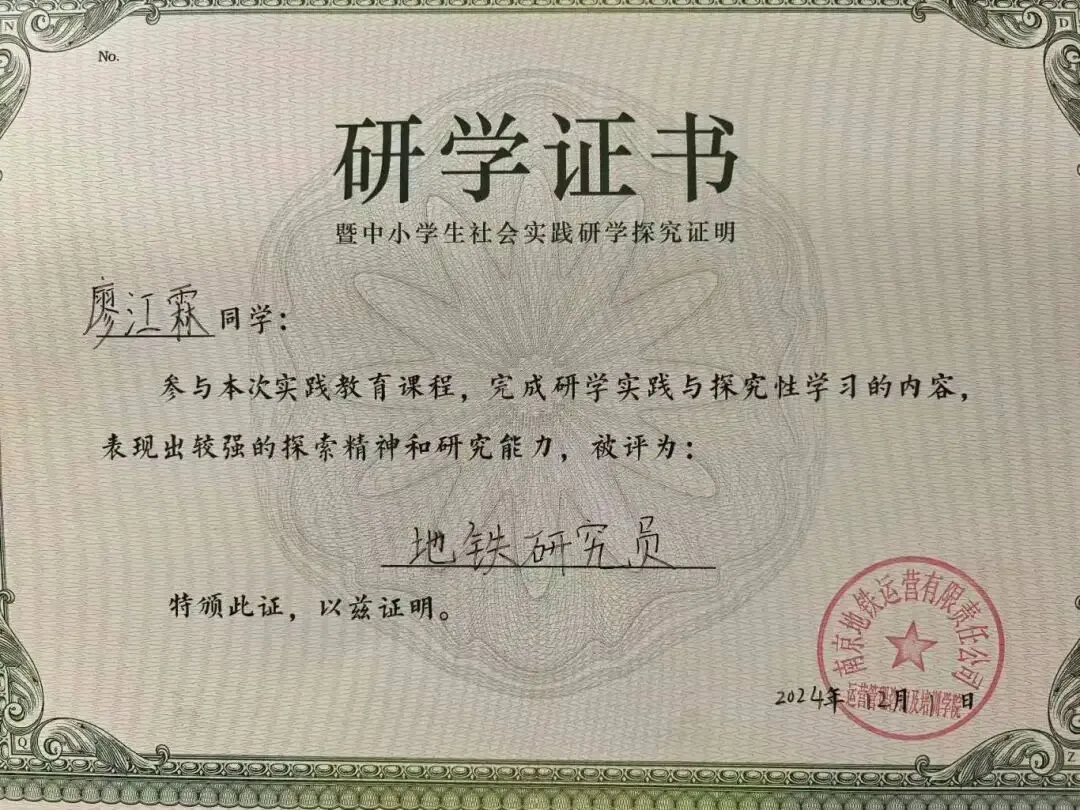 No.
研学证书
暨中小学生社会实践研学探究证明
廖江霖同学：
参与本次实践教育课程，完成研学实践与探究性学习的内容，
表现出较强的探索精神和研究能力，被评为：
地铁研究员
特颁此证，以兹证明。
南京地铁运营有限责任公司
2024年 12月 1日
N
D
Q
Z